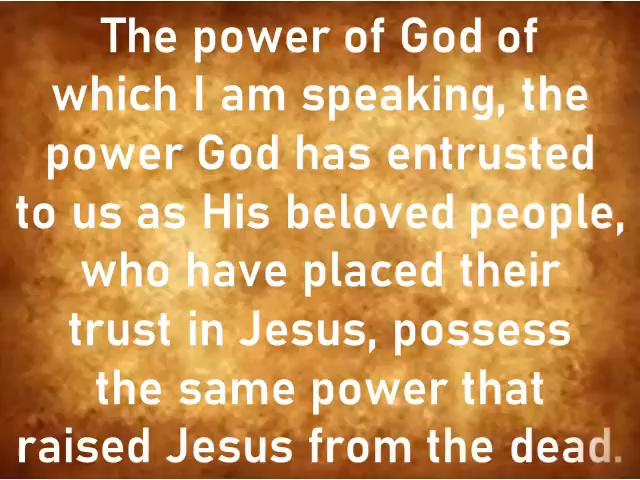 The power of God of
which I am speaking, the
power God has entrusted
to us as His beloved people,
who have placed their
trust in Jesus, possess
the same power that
raised Jesus from the dead.